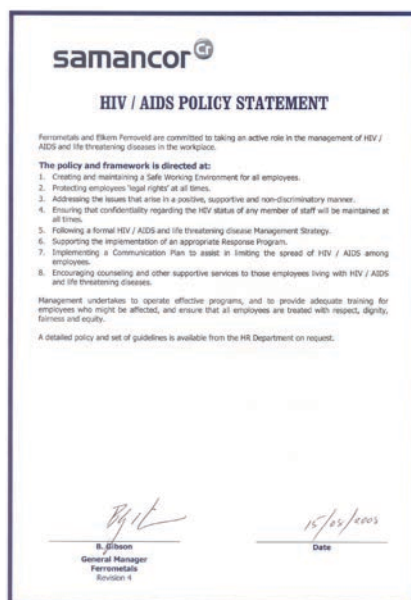 samancor Cr
HIV / AIDS POLICY STATEMENT
Ferrometals and Elkem Ferroveld are committed to taking an active role in the management of HIV /
AIDS and life threatening diseases in the workplace.
The policy and framework is directed at:
1. Creating and maintaining a Safe Working Environment for all employees.
2. Protecting employees 'legal rights' at all times.
3. Addressing the issues that arise in a positive, supportive and non-discriminatory manner.
4. Ensuring that confidentiality regarding the HIV status of any member of staff will be maintained at
all times.
5. Following a formal HIV / AIDS and life threatening disease Management Strategy.
6. Supporting the implementation of an appropriate Response Program.
7. Implementing a Communication Plan to assist in limiting the spread of HIV / AIDS among
employees.
8. Encouraging counseling and other supportive services to those employees living with HIV / AIDS
and life threatening diseases.
Management undertakes to operate effective programs, and to provide adequate training for
employees who might be affected, and ensure that all employees are treated with respect, dignity,
fairness and equity.
A detailed policy and set of guidelines is available from the HR Department on request.
B. Gibson
Date
General Manager
Ferrometals
Revision 4